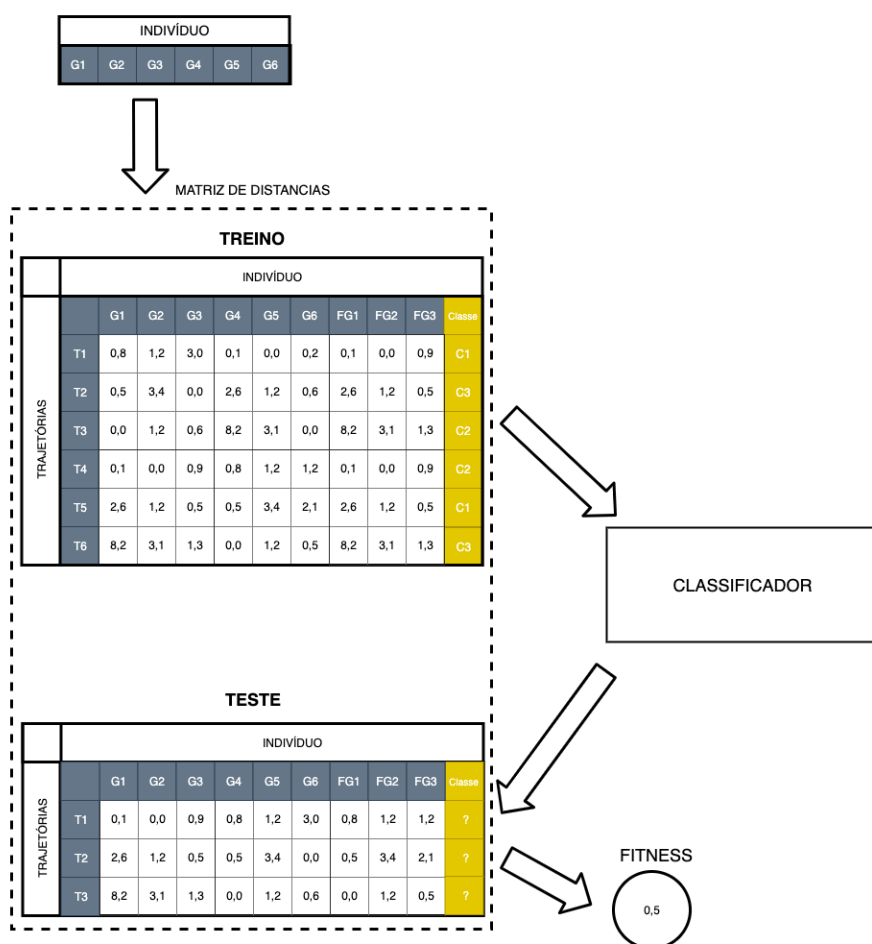 INDIVÍDUO
G1 G2 G3 G4 G5 G6
MATRIZ DE DISTANCIAS
TREINO
INDIVÍDUO
TRAJETÓRIAS
G1 G2 G3 G4 G5 G6 FG1 FG2 FG3 Classe
T1 0,8 1,2 3,0 0,1 0,0 0,2 0,1 0,0 0,9 C1
T2 0,5 3,4 0,0 2,6 1,2 0,6 2,6 1,2 0,5 C3
T3 0,0 1,2 0,6 8,2 3,1 0,0 8,2 3,1 1,3 C2
T4 0,1 0,0 0,9 0,8 1,2 1,2 0,1 0,0 0,9 C2
T5 2,6 1,2 0,5 0,5 3,4 2,1 2,6 1,2 0,5 C1
T6 8,2 3,1 1,3 0,0 1,2 0,5 8,2 3,1 1,3 C3
CLASSIFICADOR
TESTE
INDIVÍDUO
TRAJETÓRIAS
G1 G2 G3 G4 G5 G6 FG1 FG2 FG3 Classe
T1 0,1 0,0 0,9 0,8 1,2 3,0 0,8 1,2 1,2 ?
T2 2,6 1,2 0,5 0,5 3,4 0,0 0,5 3,4 2,1 ?
T3 8,2 3,1 1,3 0,0 1,2 0,6 0,0 1,2 0,5 ?
FITNESS
0,5